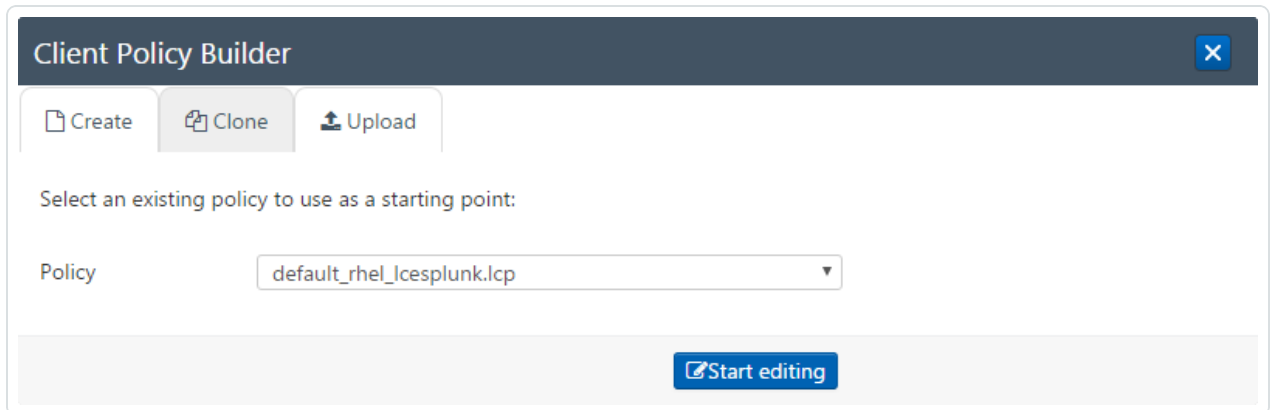 Client Policy Builder
Create Clone Upload
Select an existing policy to use as a starting point:
Policy default_rhel_lcesplunk.lcp
Start editing